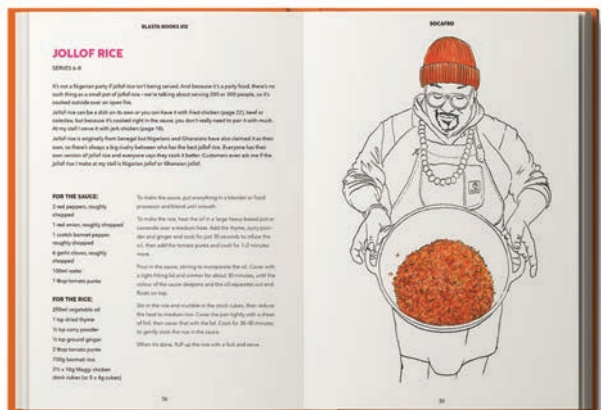 BLASTA BOOKS #12
SOCAFRO
JOLLOF RICE
SERVES 6–8
It's not a Nigerian party if jollof rice isn't being served. And because it's a party food, there's no
such thing as a small pot of jollof rice – we're talking about serving 200 or 300 people, so it's
cooked outside over an open fire.
Jollof rice can be a dish on its own or you can have it with fried chicken (page 22), beef or
coleslaw, but because it's cooked right in the sauce, you don't really need to pair it with much.
At my stall I serve it with jerk chicken (page 18).
Jollof rice is originally from Senegal but Nigerians and Ghanaians have also claimed it as their
own, so there's always a big rivalry between who has the best jollof rice. Everyone has their
own version of jollof rice and everyone says they cook it better. Customers even ask me if the
jollof rice I make at my stall is Nigerian jollof or Ghanaian jollof.
FOR THE SAUCE:
2 red peppers, roughly
chopped
1 red onion, roughly chopped
1 scotch bonnet pepper,
roughly chopped
6 garlic cloves, roughly
chopped
100ml water
1 tbsp tomato purée
FOR THE RICE:
250ml vegetable oil
1 tsp dried thyme
½ tsp curry powder
½ tsp ground ginger
2 tbsp tomato purée
700g basmati rice
2½ x 10g Maggi chicken
stock cubes (or 5 x 4g cubes)
To make the sauce, put everything in a blender or food
processor and blend until smooth.
To make the rice, heat the oil in a large heavy-based pot or
casserole over a medium heat. Add the thyme, curry pow-
der and ginger and cook for just 30 seconds to infuse the
oil, then add the tomato purée and cook for 1–2 minutes
more.
Pour in the sauce, stirring to incorporate the oil. Cover with
a tight-fitting lid and simmer for about 30 minutes, until the
colour of the sauce deepens and the oil separates out and
floats on top.
Stir in the rice and crumble in the stock cubes, then reduce
the heat to medium-low. Cover the pan tightly with a sheet
of foil, then cover that with the lid. Cook for 30–40 minutes
to gently cook the rice in the sauce.
When it's done, fluff up the rice with a fork and serve.